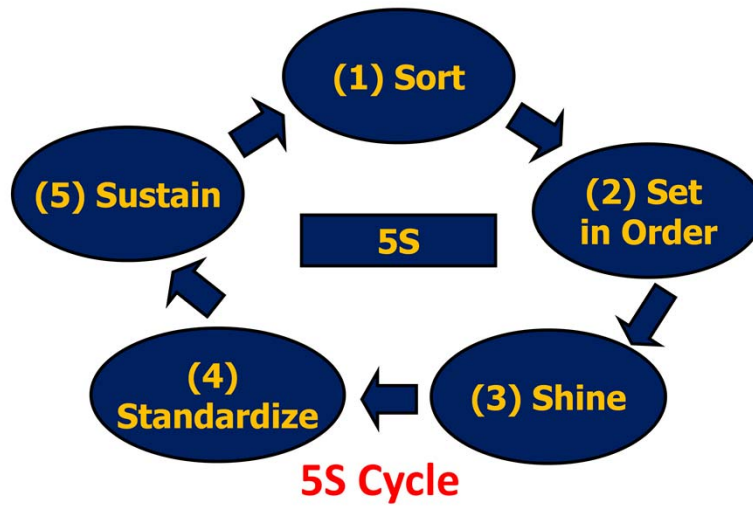 (1) Sort
(2) Set
in Order
(3) Shine
(4)
Standardize
(5) Sustain
5S
5S Cycle